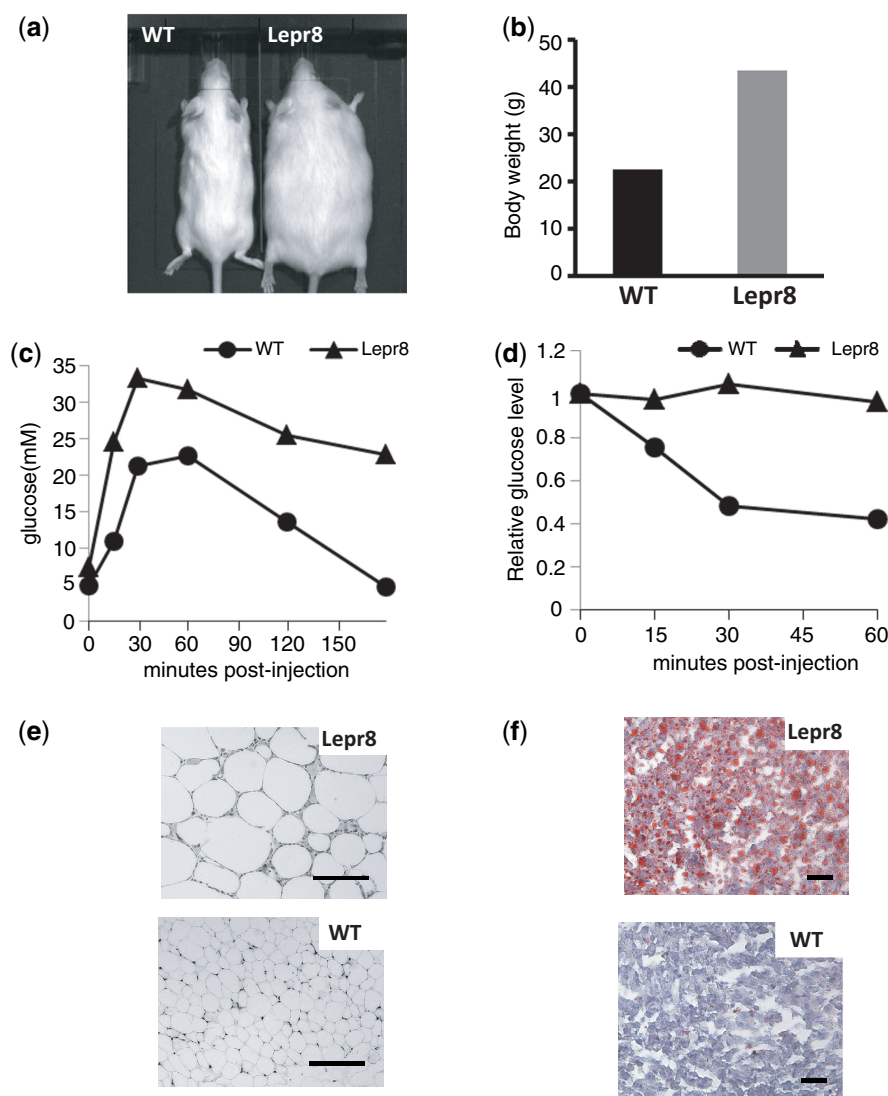 (a)
WT Lepr8
(b)
50
40
30
20
10
0
Body weight (g)
WT Lepr8
(c)
WT Lepr8
35
30
25
20
15
10
5
0
glucose(mM)
0 30 60 90 120 150
minutes post-injection
(d)
WT Lepr8
1.2
1
0.8
0.6
0.4
0.2
0
Relative glucose level
0 15 30 45 60
minutes post-injection
(e)
Lepr8
WT
(f)
Lepr8
WT